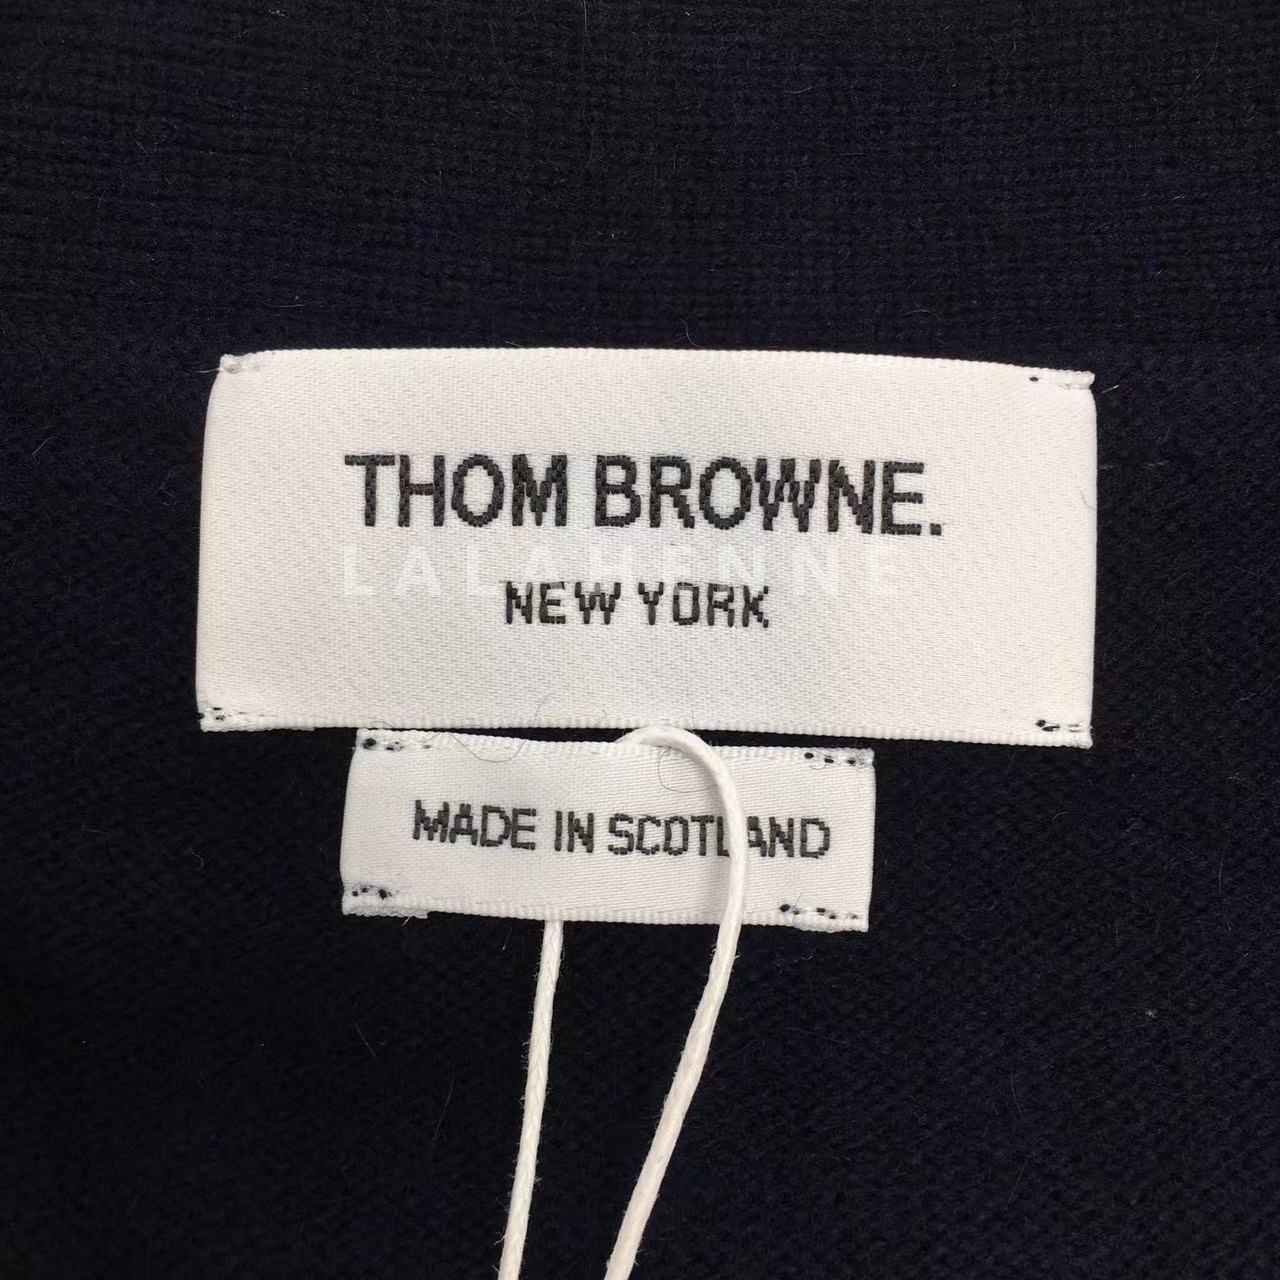 THOM BROWNE.
LALAHENNE
NEW YORK
MADE IN SCOTLAND